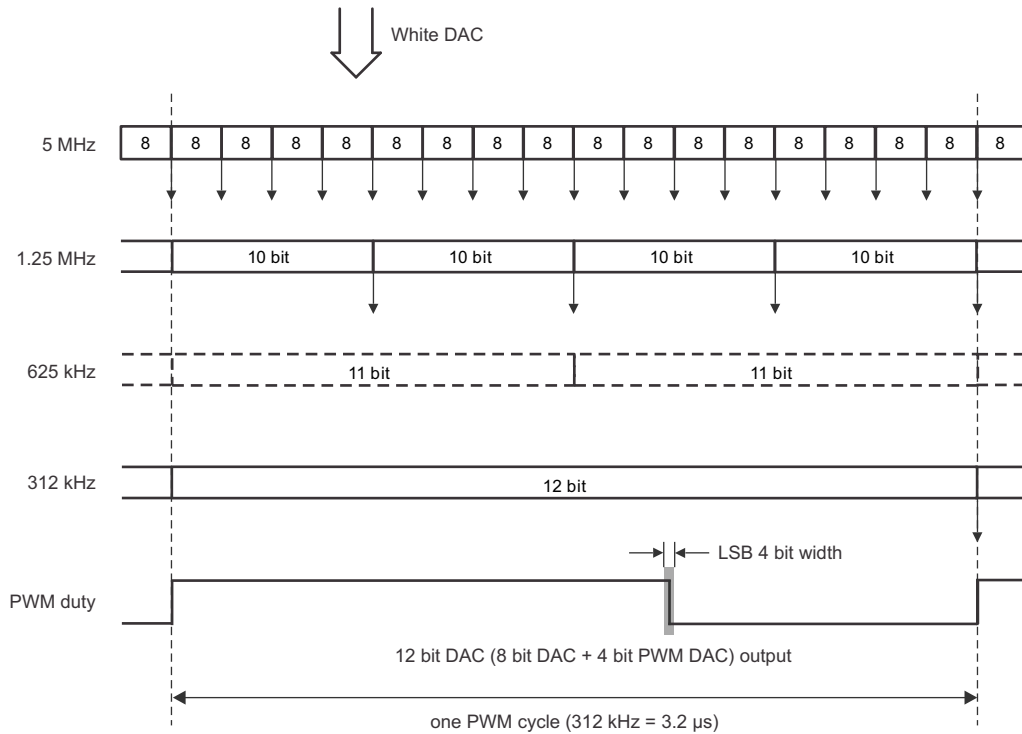 White DAC
5 MHz 8 8 8 8 8 8 8 8 8 8 8 8 8 8 8 8 8 8
1.25 MHz 10 bit 10 bit 10 bit 10 bit
625 kHz 11 bit 11 bit
312 kHz 12 bit
LSB 4 bit width
PWM duty
12 bit DAC (8 bit DAC + 4 bit PWM DAC) output
one PWM cycle (312 kHz = 3.2 µs)